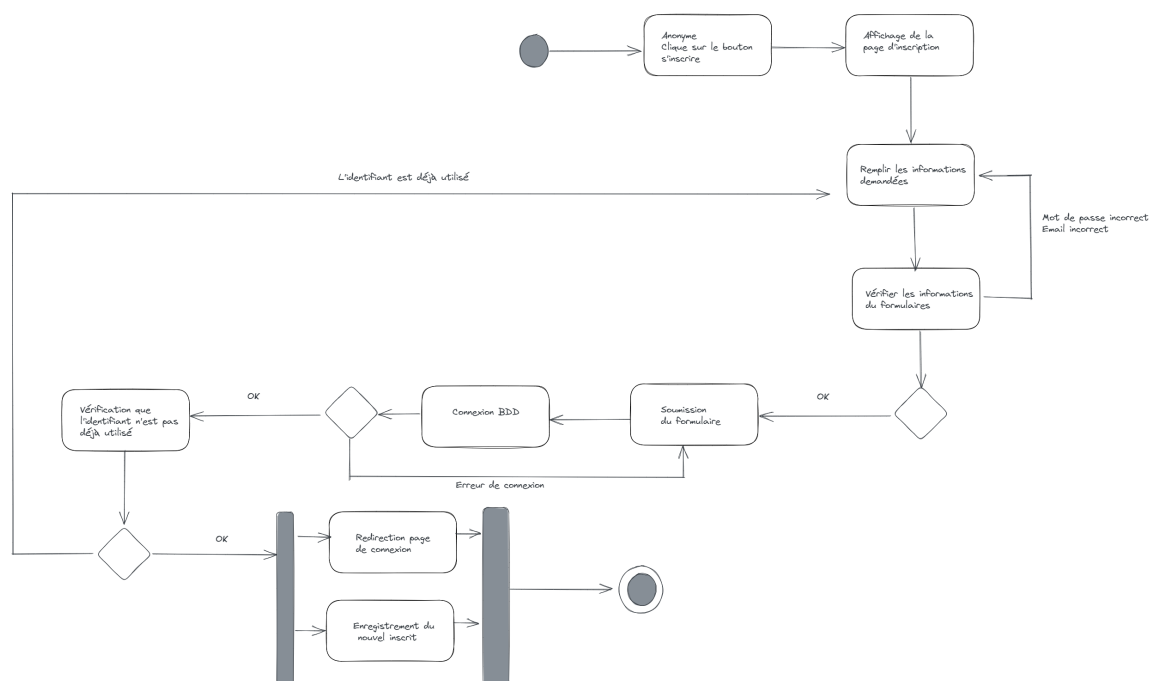 Anonyme
Clique sur le bouton
s'inscrire
Affichage de la
page d'inscription
Remplir les informations
demandées
L'identifiant est déjà utilisé
Mot de passe incorrect
Email incorrect
Vérifier les informations
du formulaires
OK
Soumission
du formulaire
Connexion BDD
OK
Vérification que
l'identifiant n'est pas
déjà utilisé
Erreur de connexion
OK
Redirection page
de connexion
Enregistrement du
nouvel inscrit